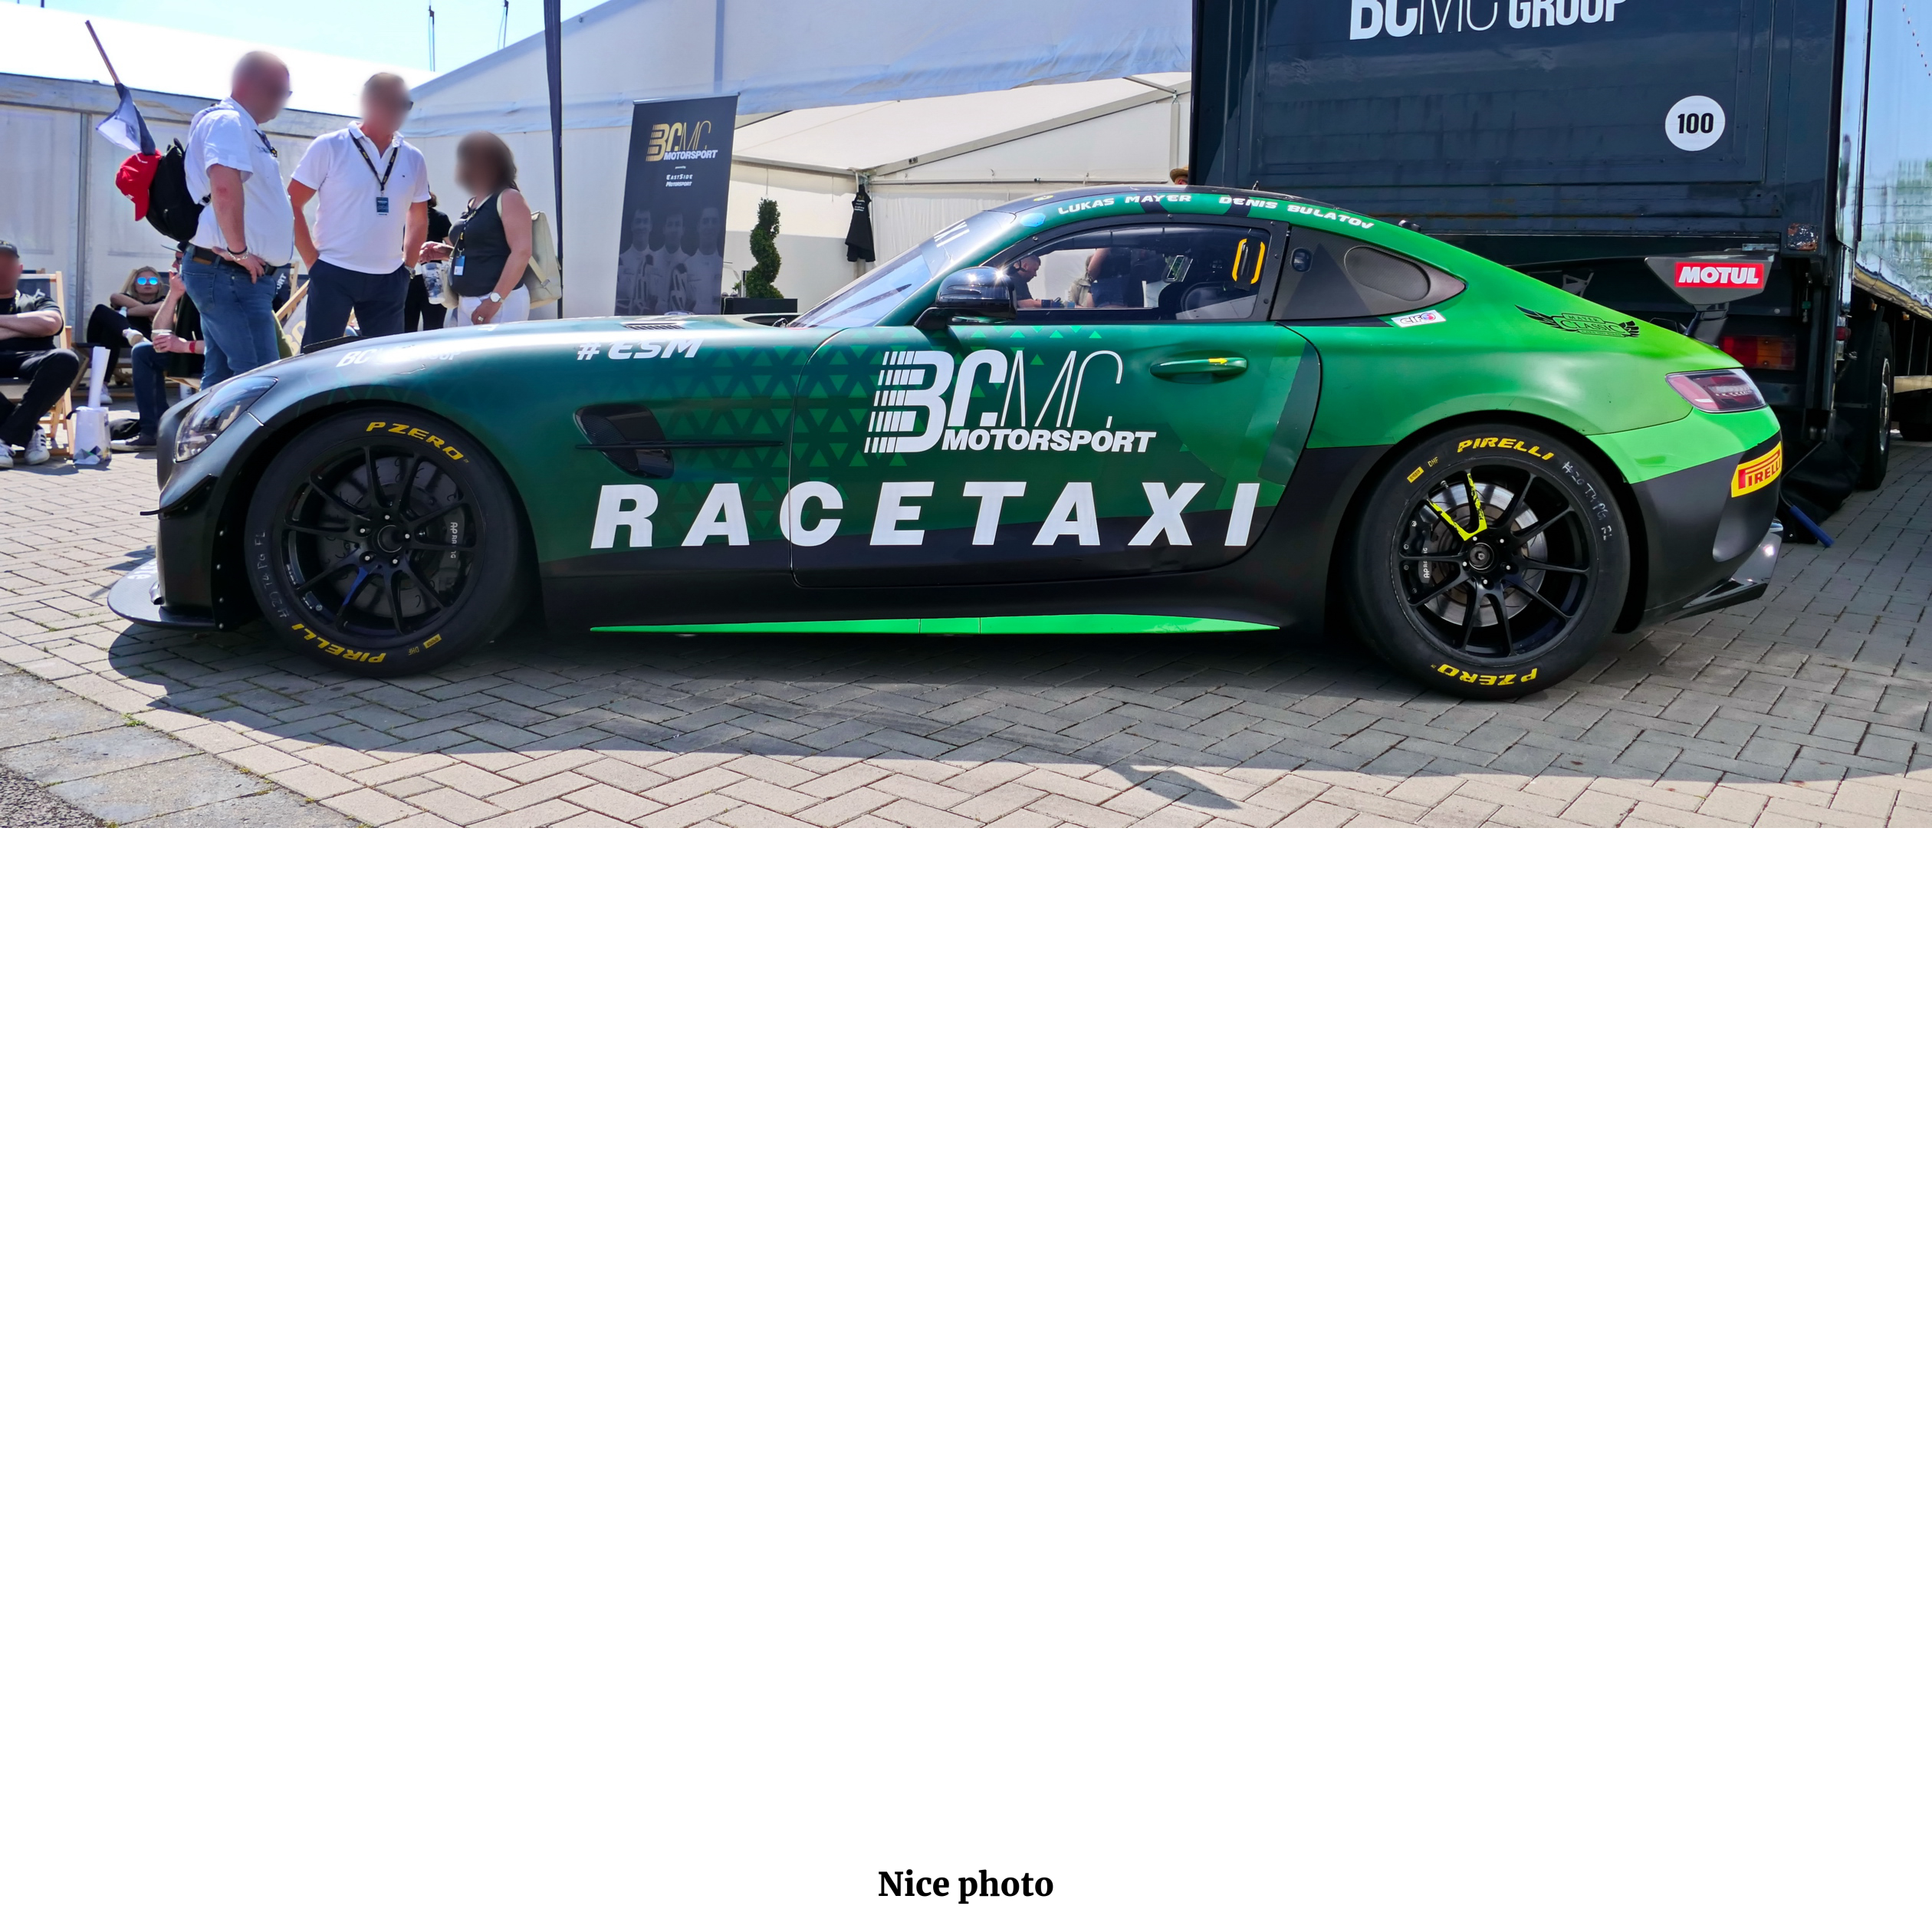 BCMC GROUP
100
BCMC
MOTORSPORT
EASTSIDE
MOTORSPORT
LUKAS MAYER DENIS BULATOV
MOTUL
#ESM
BCMC
MOTORSPORT
CLASSIC
P ZERO
PIRELLI
PIRELLI
RACETAXI
PIRELLI
P ZERO
Nice photo